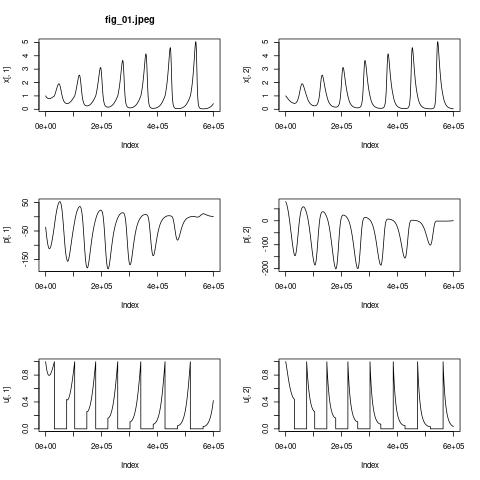 fig_01.jpeg
x[, 1]
0 1 2 3 4 5
0e+00 2e+05 4e+05 6e+05
Index
x[, 2]
0 1 2 3 4 5
0e+00 2e+05 4e+05 6e+05
Index
p[, 1]
-150 -50 50
0e+00 2e+05 4e+05 6e+05
Index
p[, 2]
-200 -100 0
0e+00 2e+05 4e+05 6e+05
Index
u[, 1]
0.0 0.4 0.8
0e+00 2e+05 4e+05 6e+05
Index
u[, 2]
0.0 0.4 0.8
0e+00 2e+05 4e+05 6e+05
Index